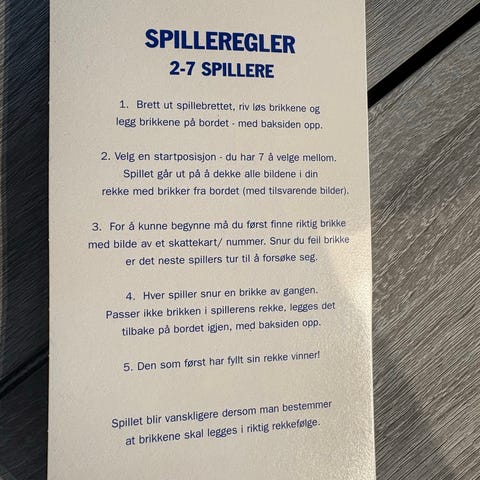 SPILLEREGLER
2-7 SPILLERE
1. Brett ut spillebrettet, riv løs brikkene og
legg brikkene på bordet - med baksiden opp.
2. Velg en startposisjon - du har 7 å velge mellom.
Spillet går ut på å dekke alle bildene i din
rekke med brikker fra bordet (med tilsvarende bilder).
3. For å kunne begynne må du først finne riktig brikke
med bilde av et skattekart/ nummer. Snur du feil brikke
er det neste spillers tur til å forsøke seg.
4. Hver spiller snur en brikke av gangen.
Passer ikke brikken i spillerens rekke, legges det
tilbake på bordet igjen, med baksiden opp.
5. Den som først har fyllt sin rekke vinner!
Spillet blir vanskligere dersom man bestemmer
at brikkene skal legges i riktig rekkefølge.